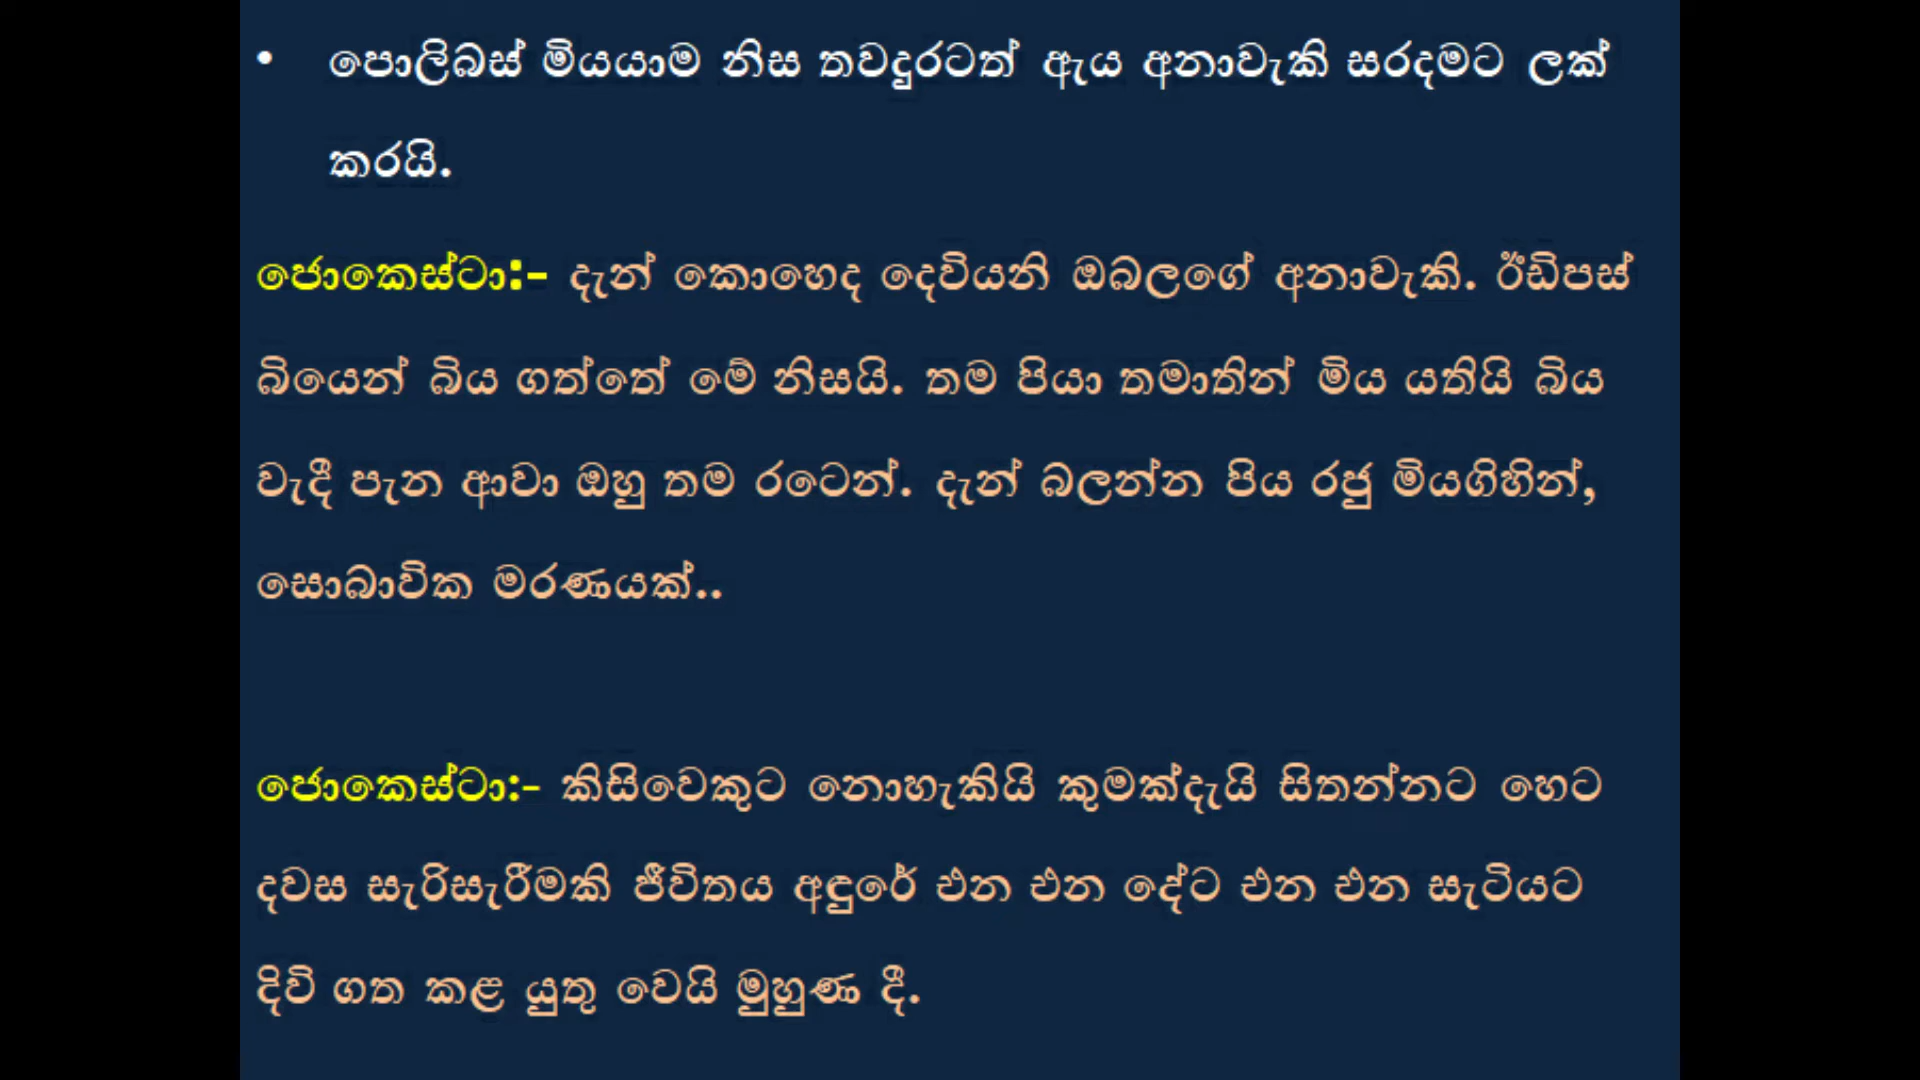 • පොලිබස් මියයාම නිස තවදුරටත් ඇය අනාවැකි සරදමට ලක්
කරයි.
ජොකෙස්ටා:- දැන් කොහෙද දෙවියනි ඔබලගේ අනාවැකි. ඊඩිපස්
බියෙන් බිය ගත්තේ මේ නිසයි. තම පියා තමාතින් මිය යතියි බිය
වැදී පැන ආවා ඔහු තම රටෙන්. දැන් බලන්න පිය රජු මියගිහින්,
සොබාවික මරණයක්..
ජොකෙස්ටා:- කිසිවෙකුට නොහැකියි කුමක්දැයි සිතන්නට හෙට
දවස සැරිසැරීමකි ජීවිතය අඳුරේ එන එන දේට එන එන සැටියට
දිවි ගත කළ යුතු වෙයි මුහුණ දී.